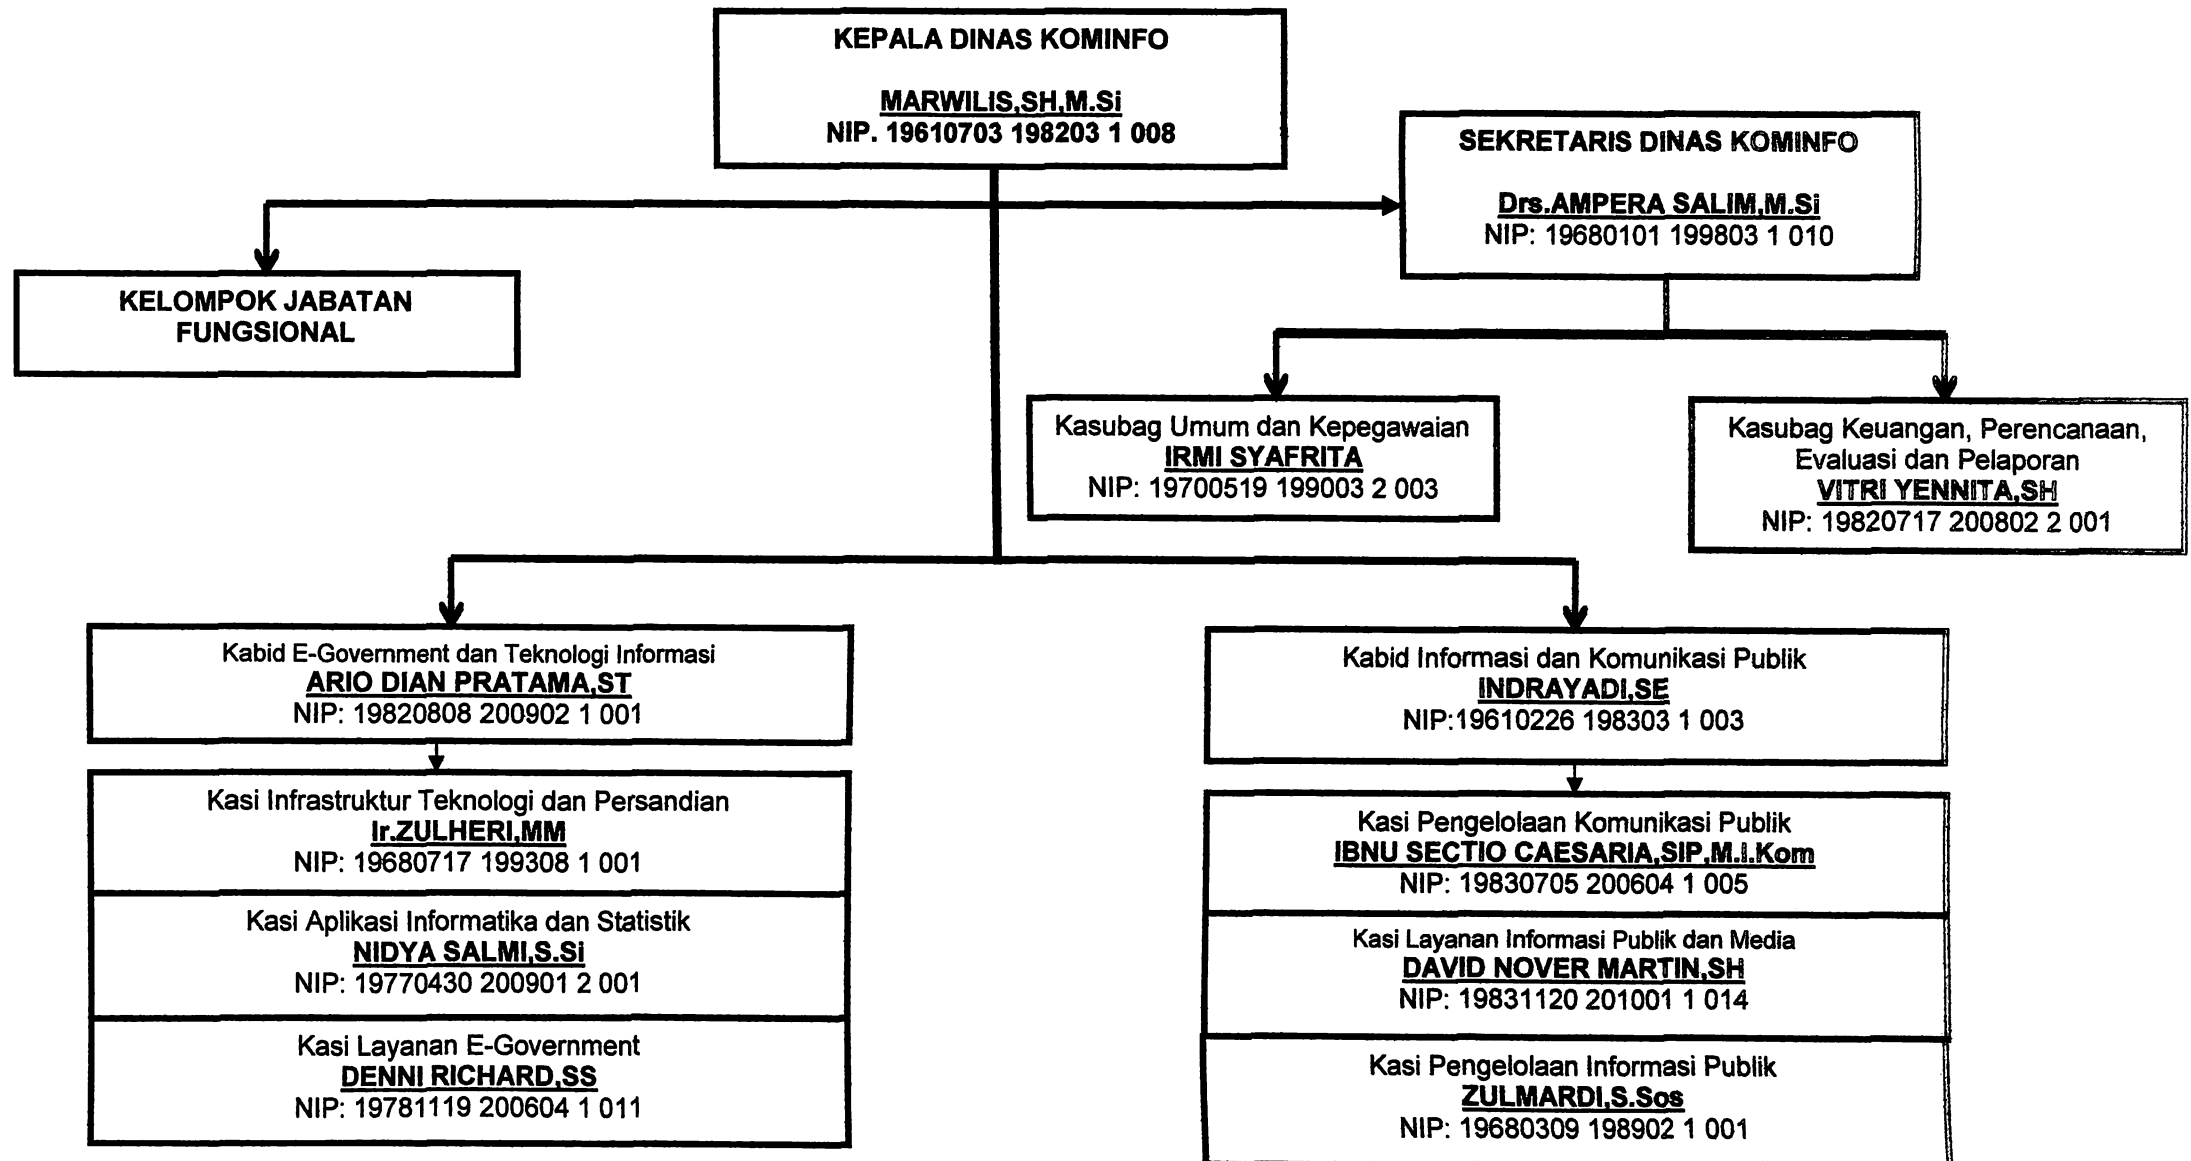 KEPALA DINAS KOMINFO
MARWILIS,SH,M.Si
NIP. 19610703 198203 1 008
SEKRETARIS DINAS KOMINFO
Drs.AMPERA SALIM,M.Si
NIP: 19680101 199803 1 010
KELOMPOK JABATAN
FUNGSIONAL
Kasubag Umum dan Kepegawaian
IRMI SYAFRITA
NIP: 19700519 199003 2 003
Kasubag Keuangan, Perencanaan,
Evaluasi dan Pelaporan
VITRI YENNITA,SH
NIP: 19820717 200802 2 001
Kabid E-Government dan Teknologi Informasi
ARIO DIAN PRATAMA,ST
NIP: 19820808 200902 1 001
Kasi Infrastruktur Teknologi dan Persandian
Ir.ZULHERI,MM
NIP: 19680717 199308 1 001
Kasi Aplikasi Informatika dan Statistik
NIDYA SALMI,S.Si
NIP: 19770430 200901 2 001
Kasi Layanan E-Government
DENNI RICHARD,SS
NIP: 19781119 200604 1 011
Kabid Informasi dan Komunikasi Publik
INDRAYADI,SE
NIP:19610226 198303 1 003
Kasi Pengelolaan Komunikasi Publik
IBNU SECTIO CAESARIA,SIP,M.I.Kom
NIP: 19830705 200604 1 005
Kasi Layanan Informasi Publik dan Media
DAVID NOVER MARTIN,SH
NIP: 19831120 201001 1 014
Kasi Pengelolaan Informasi Publik
ZULMARDI,S.Sos
NIP: 19680309 198902 1 001